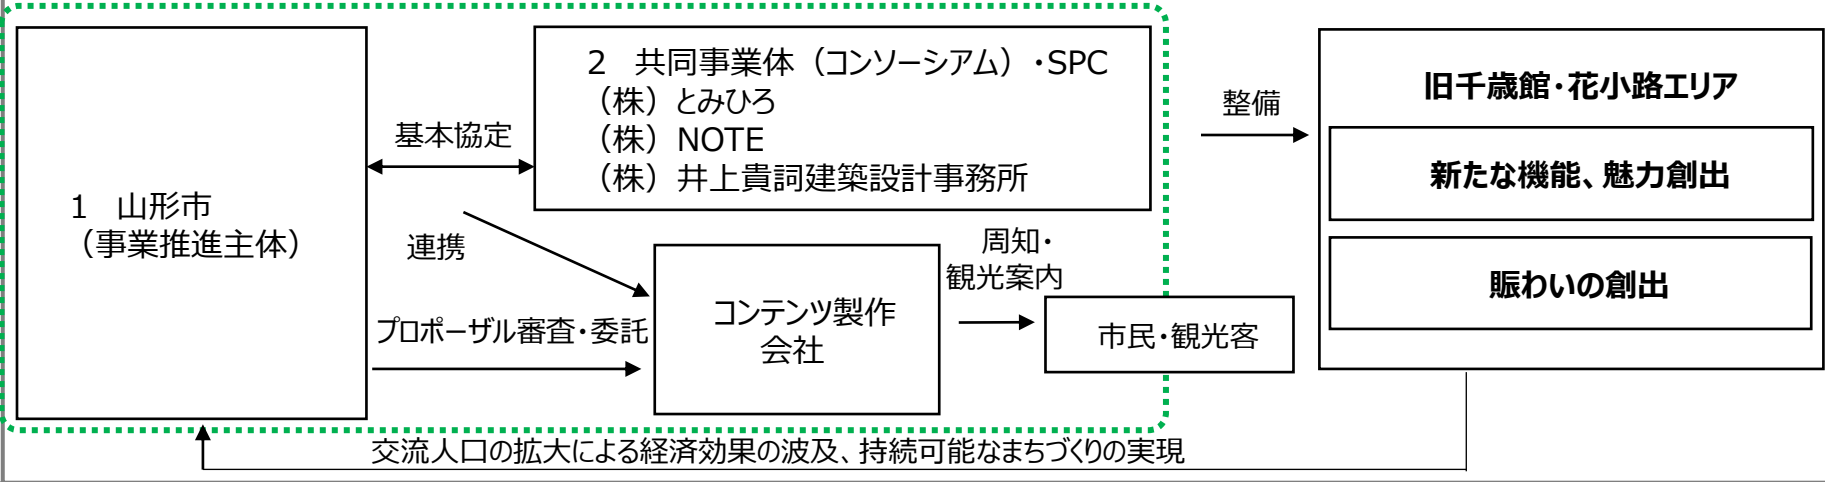 1　山形市
（事業推進主体）
基本協定
2　共同事業体（コンソーシアム）・SPC
（株）とみひろ
（株）NOTE
（株）井上貴詞建築設計事務所
連携
プロポーザル審査・委託
コンテンツ製作
会社
周知・
観光案内
市民・観光客
整備
旧千歳館・花小路エリア
新たな機能、魅力創出
賑わいの創出
交流人口の拡大による経済効果の波及、持続可能なまちづくりの実現